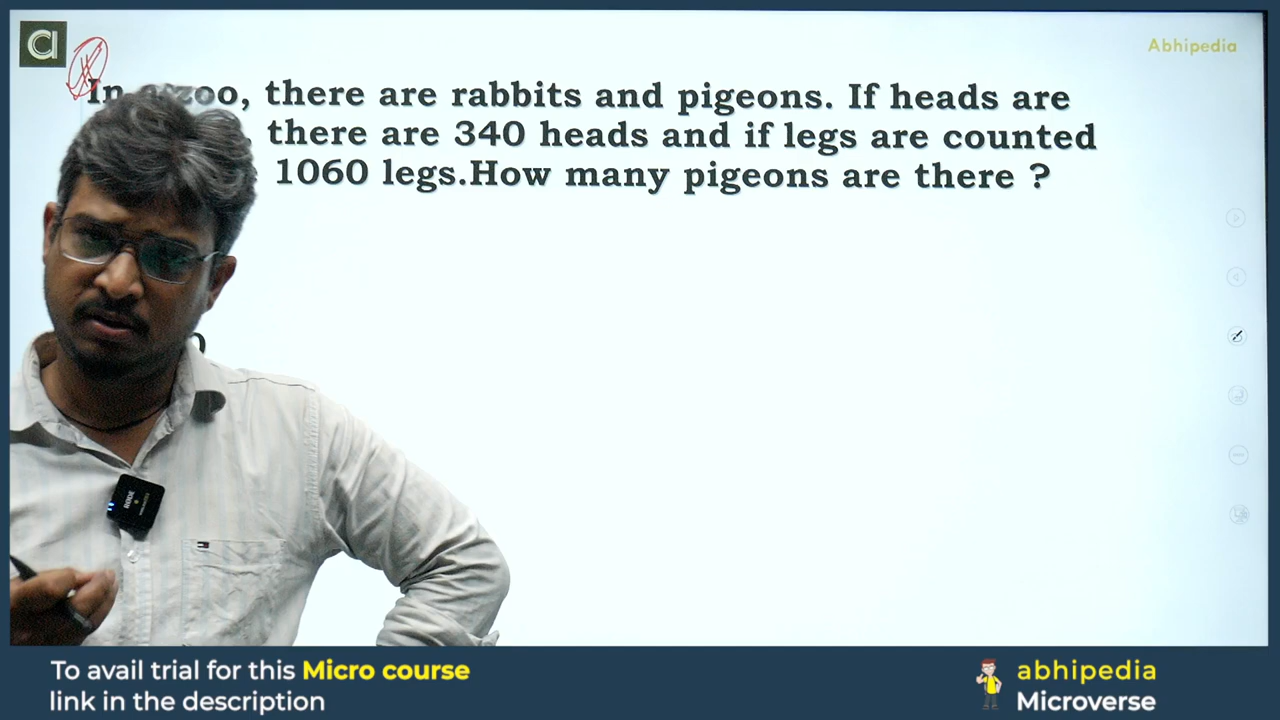 Abhipedia
In a zoo, there are rabbits and pigeons. If heads are
there are 340 heads and if legs are counted
1060 legs.How many pigeons are there ?
RØDE
To avail trial for this Micro course
link in the description
abhipedia
Microverse